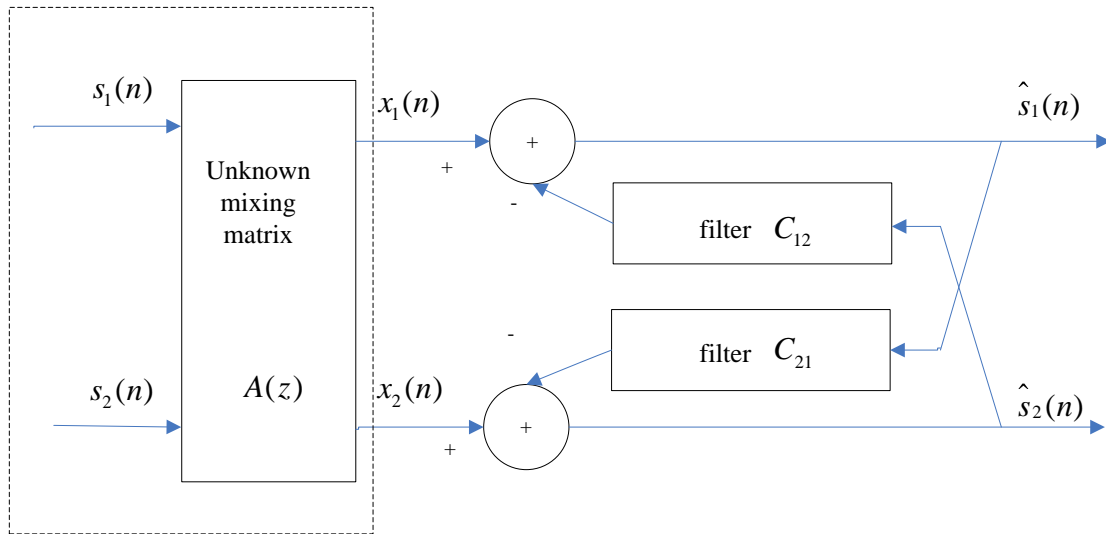 s₁(n)
x₁(n)
ŝ₁(n)
+
+
-
Unknown
mixing
matrix
filter C₁₂
-
filter C₂₁
s₂(n)
A(z)
x₂(n)
ŝ₂(n)
+
+